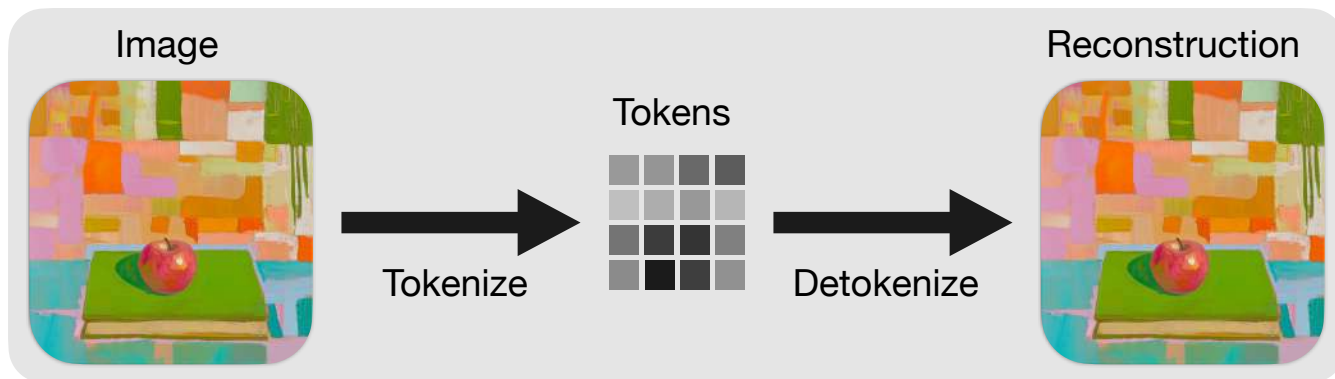 Image
Reconstruction
Tokens
Tokenize
Detokenize